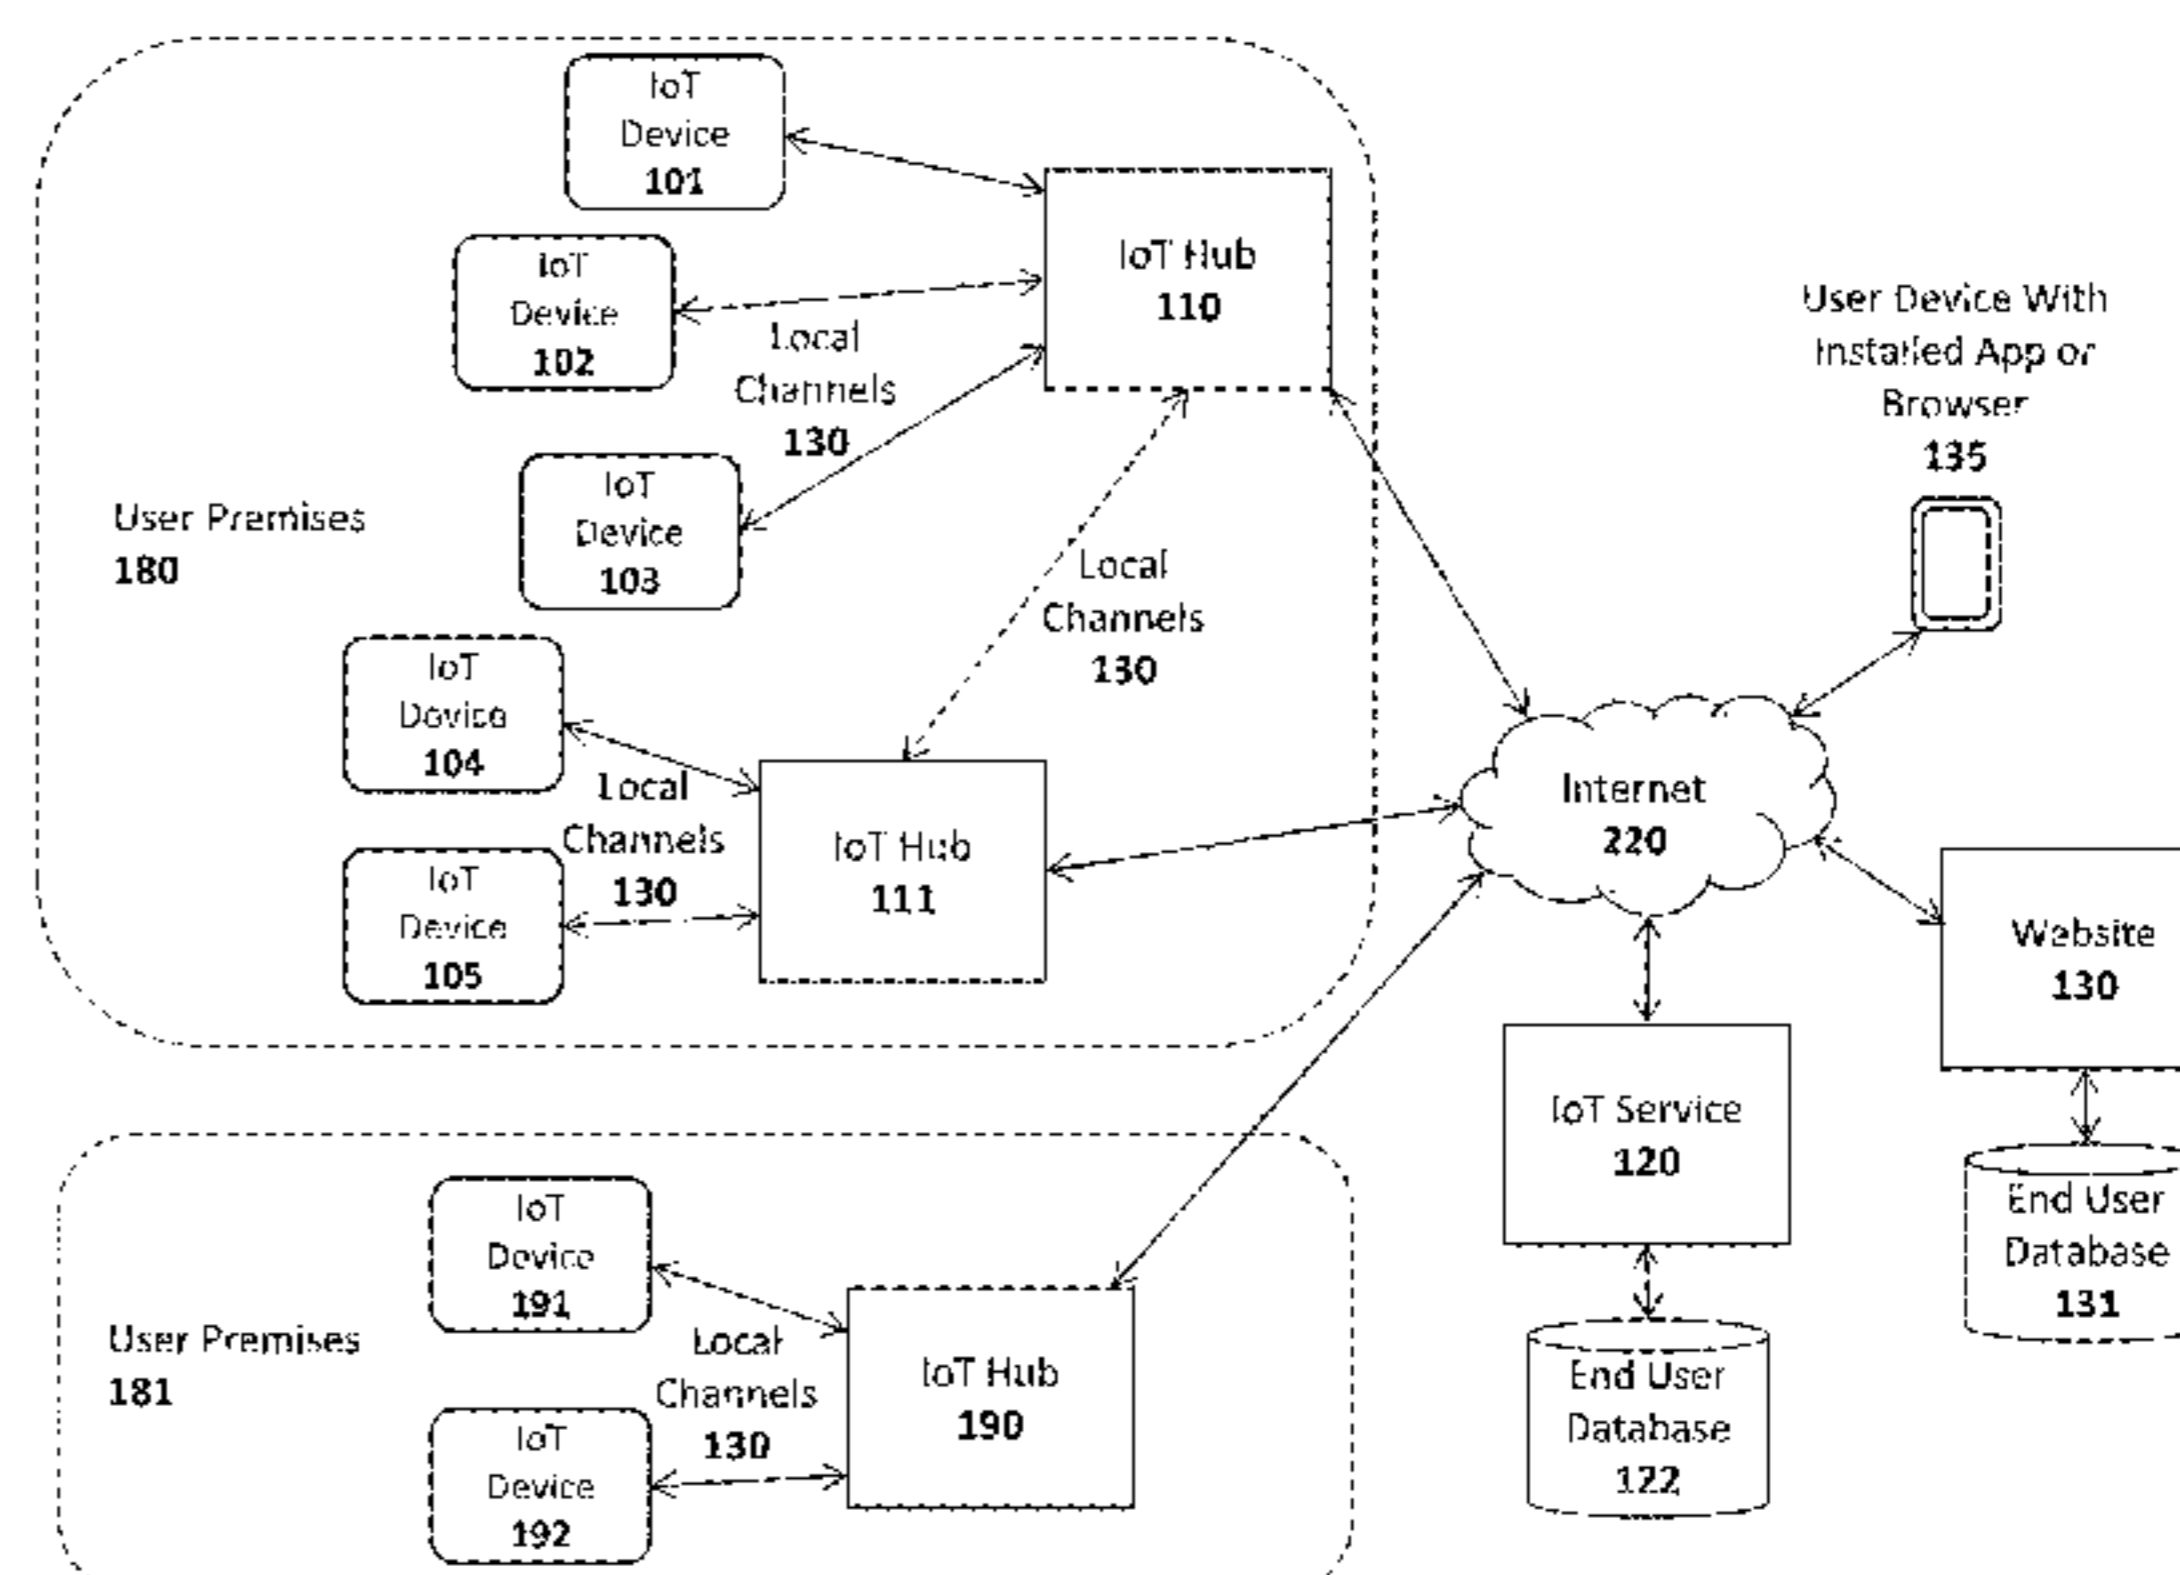 IoT
Device
101
IoT
Device
102
Local
Channels
130
IoT
Device
103
IoT Hub
110
User Premises
180
Local
Channels
130
IoT
Device
104
Local
Channels
130
IoT
Device
105
IoT Hub
111
User Device With
Installed App or
Browser
135
Internet
220
Website
130
End User
Database
131
IoT Service
120
End User
Database
122
User Premises
181
IoT
Device
191
Local
Channels
130
IoT
Device
192
IoT Hub
190